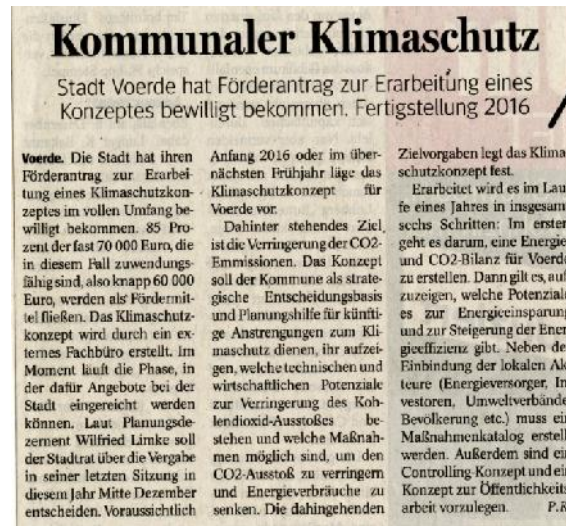 Kommunaler Klimaschutz
Stadt Voerde hat Förderantrag zur Erarbeitung eines
Konzeptes bewilligt bekommen. Fertigstellung 2016
Voerde. Die Stadt hat ihren
Förderantrag zur Erarbei-
tung eines Klimaschutzkon-
zeptes im vollen Umfang be-
willigt bekommen. 85 Pro-
zent der fast 70 000 Euro, die
in diesem Fall zuwendungs-
fähig sind, also knapp 60 000
Euro, werden als Fördermit-
tel fließen. Das Klimaschutz-
konzept wird durch ein ex-
ternes Fachbüro erstellt. Im
Moment läuft die Phase, in
der dafür Angebote bei der
Stadt eingereicht werden
können. Laut Planungsde-
zernent Wilfried Limke soll
der Stadtrat über die Vergabe
in seiner letzten Sitzung in
diesem Jahr Mitte Dezember
entscheiden. Voraussichtlich
Anfang 2016 oder im über-
nächsten Frühjahr läge das
Klimaschutzkonzept für
Voerde vor.
Dahinter stehendes Ziel
ist die Verringerung der CO2-
Emmissionen. Das Konzept
soll der Kommune als strate-
gische Entscheidungsbasis
und Planungshilfe für künfti-
ge Anstrengungen zum Kli-
maschutz dienen, ihr aufzei-
gen, welche technischen und
wirtschaftlichen Potenziale
zur Verringerung des Koh-
lendioxid-Ausstoßes be-
stehen und welche Maßnah-
men möglich sind, um den
CO2-Ausstoß zu verringern
und Energieverbräuche zu
senken. Die dahingehenden
Zielvorgaben legt das Klima
schutzkonzept fest.
Erarbeitet wird es im Lau
fe eines Jahres in insgesam
sechs Schritten: Im ersten
geht es darum, eine Energie
und CO2-Bilanz für Voerde
zu erstellen. Dann gilt es, auf
zuzeigen, welche Potenziale
es zur Energieeinsparung
und zur Steigerung der Ener
gieeffizienz gibt. Neben de
Einbindung der lokalen Ak
teure (Energieversorger, In
vestoren, Umweltverbände
Bevölkerung etc.) muss ei
Maßnahmenkatalog erstell
werden. Außerdem sind ei
Controlling-Konzept und ein
Konzept zur Öffentlichkeits
arbeit vorzulegen. P.R